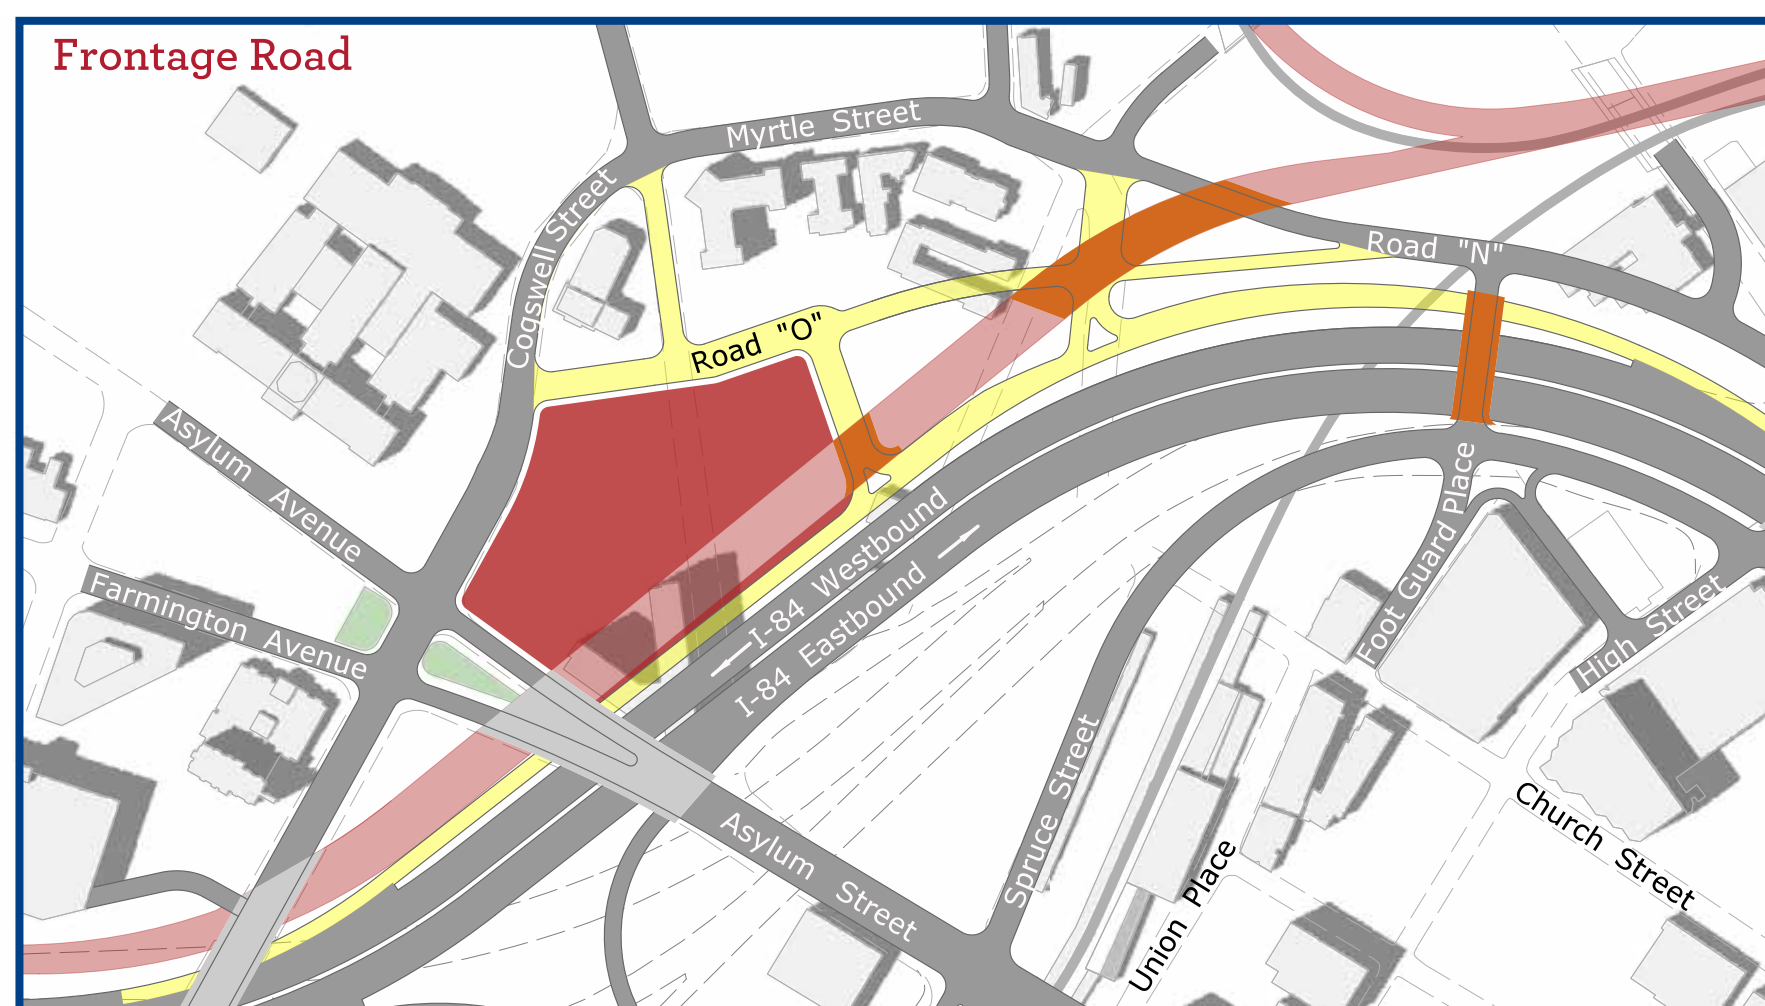 Frontage Road
Myrtle Street
Cogswell Street
Road "N"
Road "O"
Asylum Avenue
Farmington Avenue
I-84 Westbound
I-84 Eastbound
Foot Guard Place
High Street
Spruce Street
Church Street
Asylum Street
Union Place